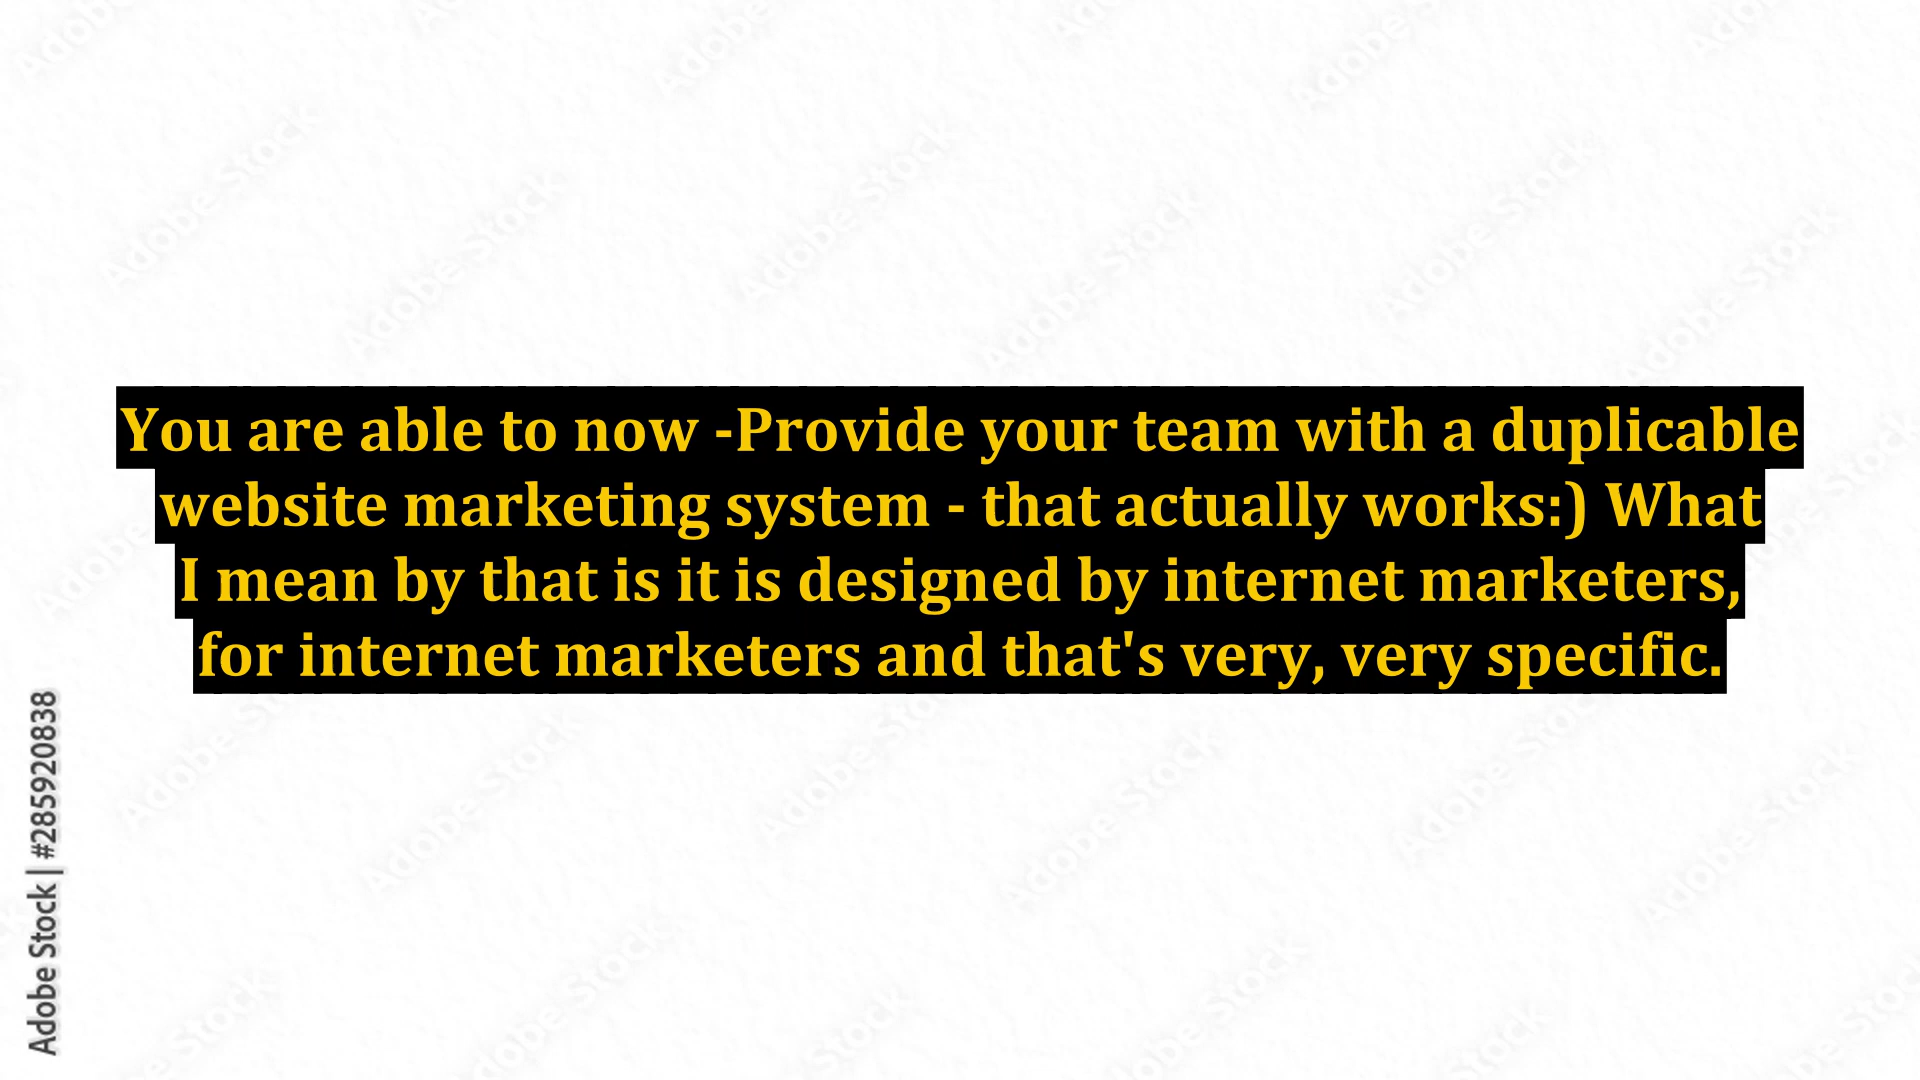 You are able to now -Provide your team with a duplicable
website marketing system - that actually works:) What
I mean by that is it is designed by internet marketers,
for internet marketers and that's very, very specific.
Adobe Stock | #285920838
Adobe Stock